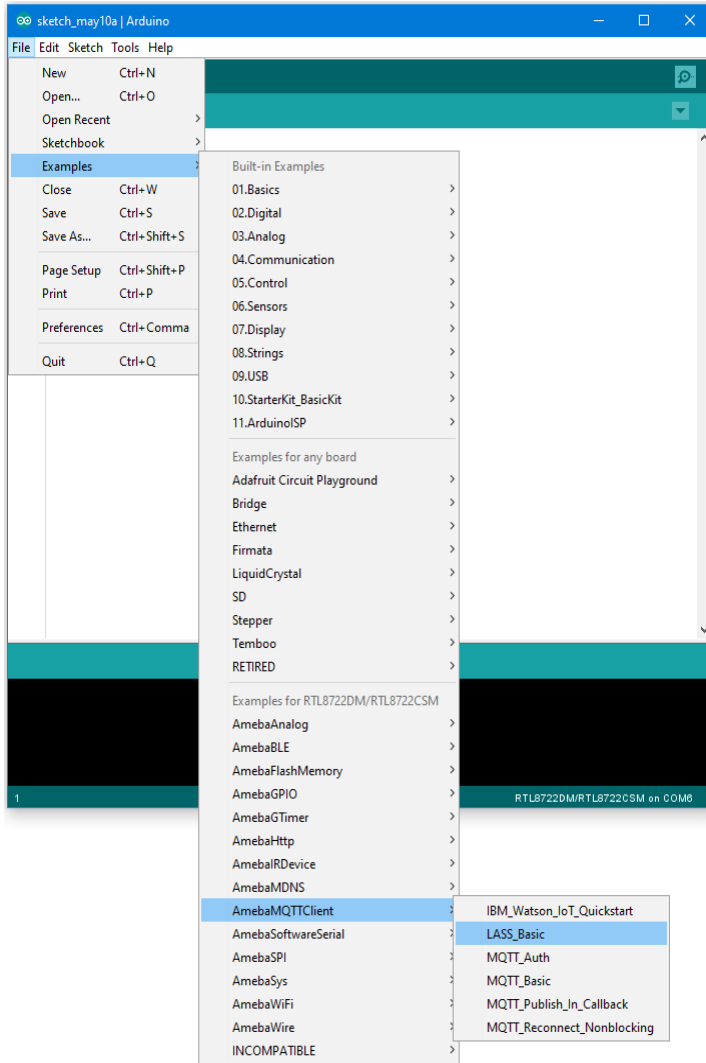 sketch_may10a | Arduino
File Edit Sketch Tools Help
New Ctrl+N
Open... Ctrl+O
Open Recent
Sketchbook
Examples
Close Ctrl+W
Save Ctrl+S
Save As... Ctrl+Shift+S
Page Setup Ctrl+Shift+P
Print Ctrl+P
Preferences Ctrl+Comma
Quit Ctrl+Q
Built-in Examples
01.Basics
02.Digital
03.Analog
04.Communication
05.Control
06.Sensors
07.Display
08.Strings
09.USB
10.StarterKit_BasicKit
11.ArduinoISP
Examples for any board
Adafruit Circuit Playground
Bridge
Ethernet
Firmata
LiquidCrystal
SD
Stepper
Temboo
RETIRED
Examples for RTL8722DM/RTL8722CSM
AmebaAnalog
AmebaBLE
AmebaFlashMemory
AmebaGPIO
AmebaGTimer
AmebaHttp
AmebaIRDevice
AmebaMDNS
AmebaMQTTClient
AmebaSoftwareSerial
AmebaSPI
AmebaSys
AmebaWiFi
AmebaWire
INCOMPATIBLE
IBM_Watson_IoT_Quickstart
LASS_Basic
MQTT_Auth
MQTT_Basic
MQTT_Publish_In_Callback
MQTT_Reconnect_Nonblocking
1 RTL8722DM/RTL8722CSM on COM6